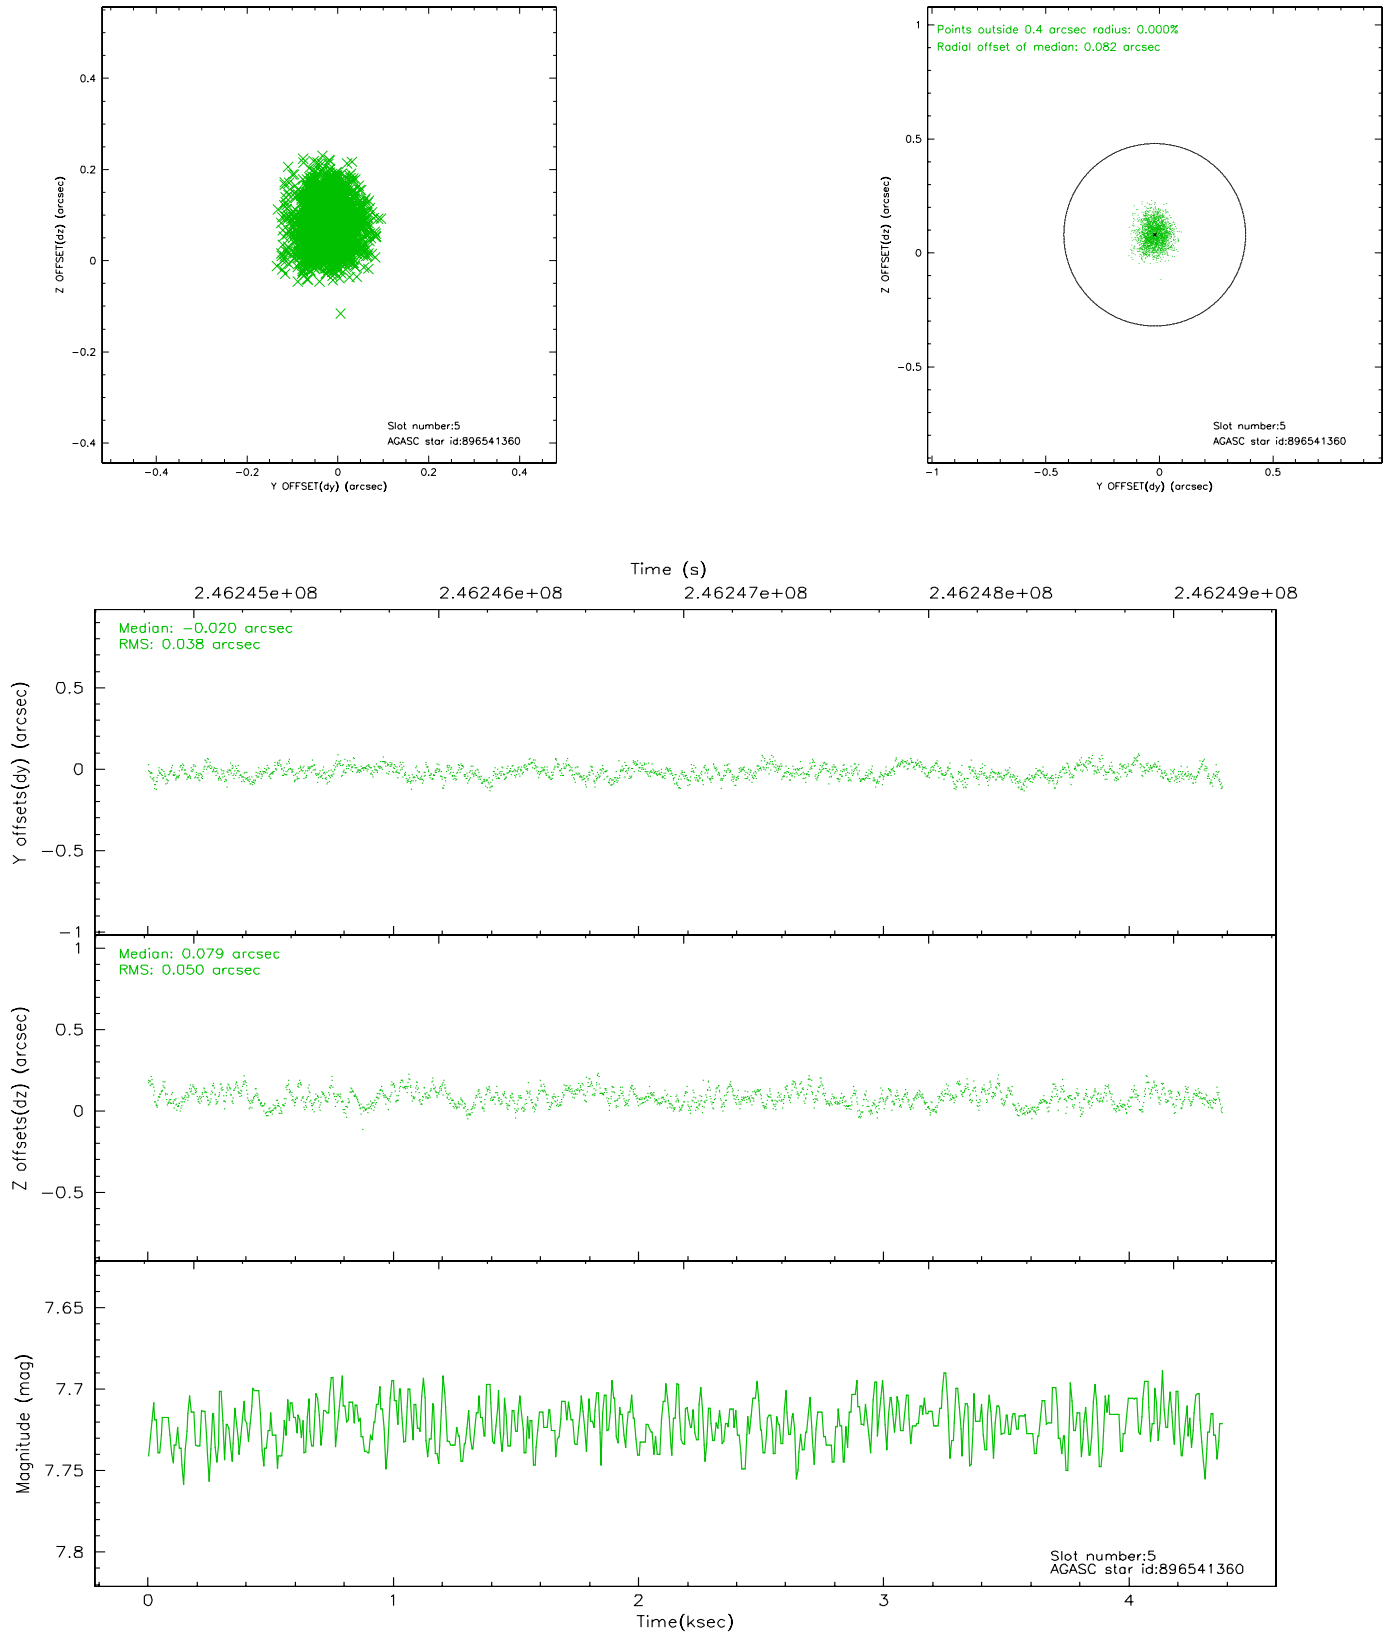 0.4
0.2
0
−0.2
−0.4
Z OFFSET(dz) (arcsec)
Slot number:5
AGASC star id:896541360
−0.4
−0.2
0
0.2
0.4
Y OFFSET(dy) (arcsec)
Points outside 0.4 arcsec radius: 0.000%
Radial offset of median: 0.082 arcsec
1
0.5
0
−0.5
Z OFFSET(dz) (arcsec)
Slot number:5
AGASC star id:896541360
−1
−0.5
0
0.5
Y OFFSET(dy) (arcsec)
Time (s)
2.46245e+08
2.46246e+08
2.46247e+08
2.46248e+08
2.46249e+08
Median: −0.020 arcsec
RMS: 0.038 arcsec
0.5
0
−0.5
−1
Y offsets(dy) (arcsec)
Median: 0.079 arcsec
RMS: 0.050 arcsec
1
0.5
0
−0.5
Z offsets(dz) (arcsec)
7.65
7.7
7.75
7.8
Magnitude (mag)
Slot number:5
AGASC star id:896541360
0
1
2
3
4
Time(ksec)